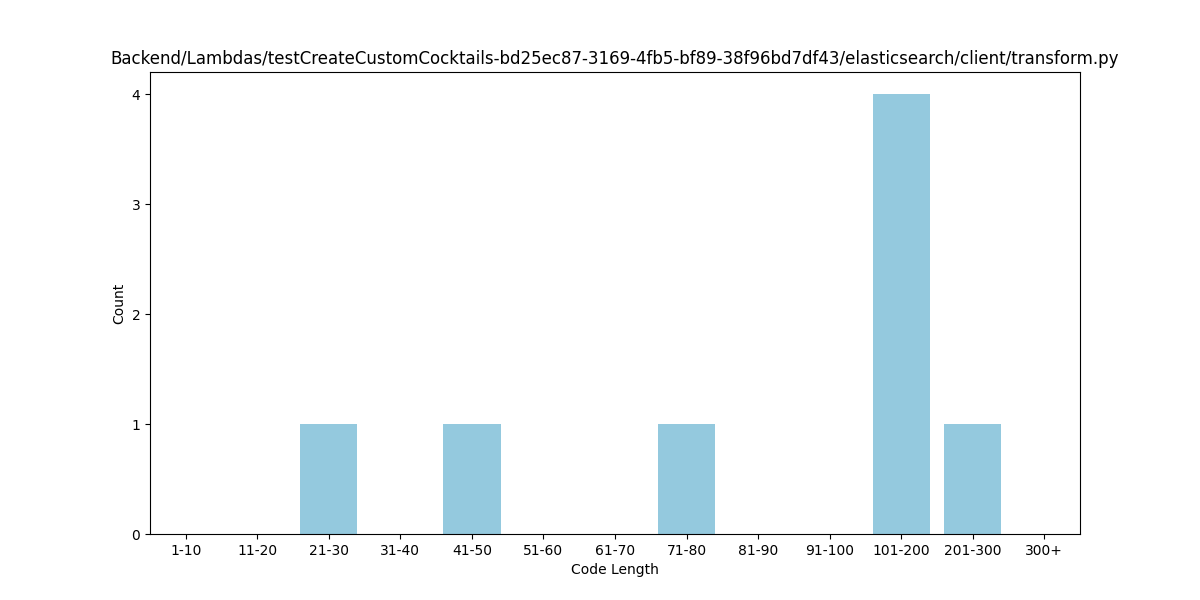 Backend/Lambdas/testCreateCustomCocktails-bd25ec87-3169-4fb5-bf89-38f96bd7df43/elasticsearch/client/transform.py
4
3
2
1
0
Count
1-10 11-20 21-30 31-40 41-50 51-60 61-70 71-80 81-90 91-100 101-200 201-300 300+
Code Length